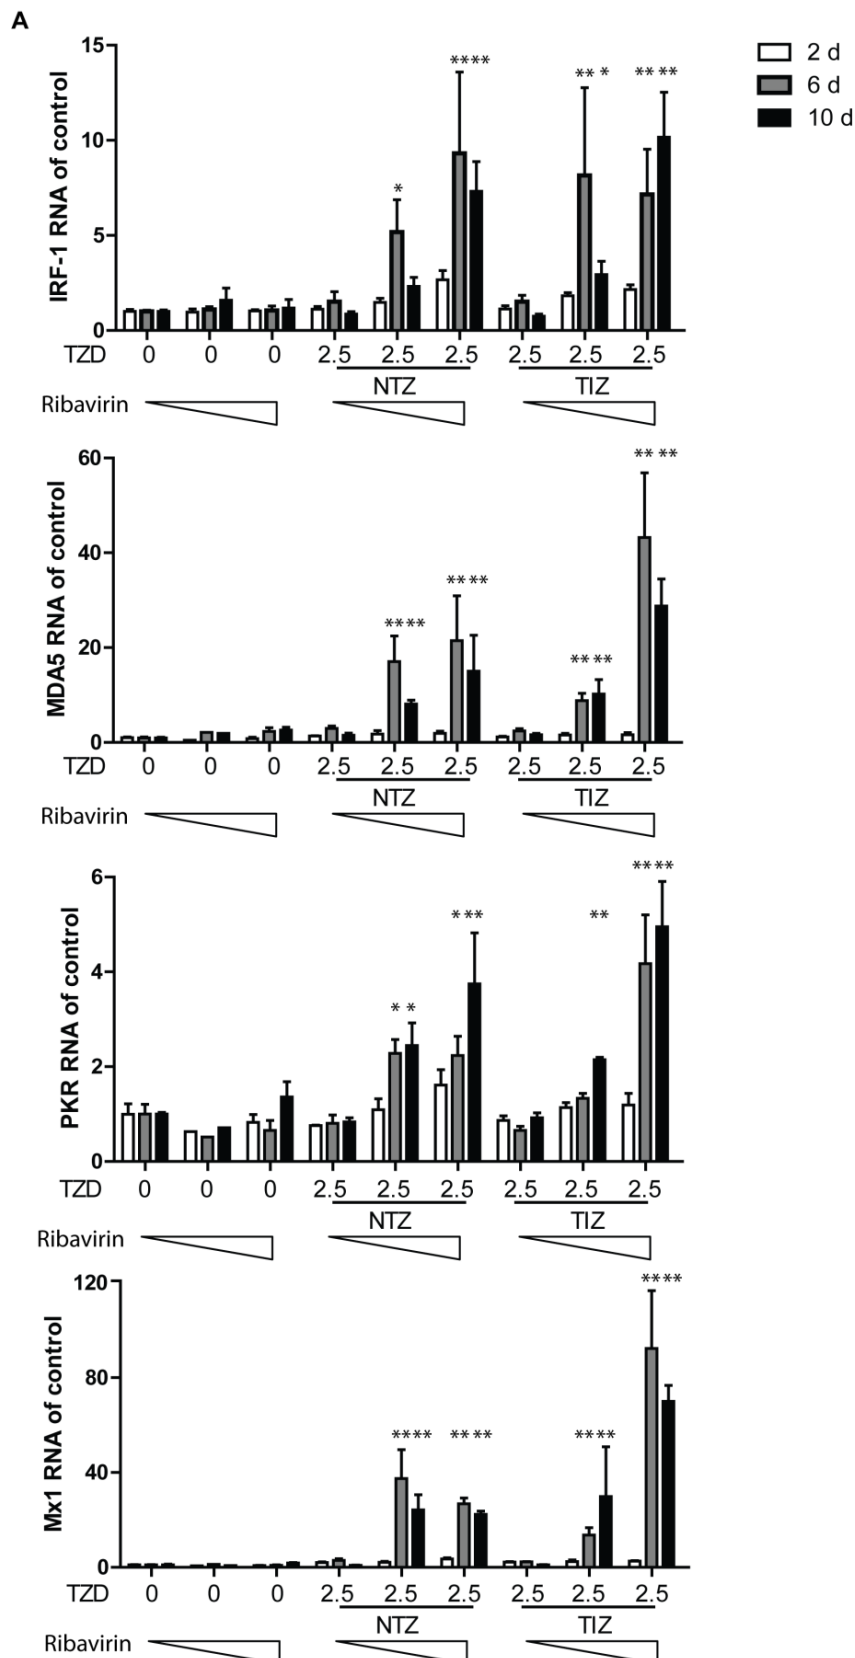 A
15
10
5
0
IRF-1 RNA of control
2 d
6 d
10 d
* **** ** * ** **
TZD 0 0 0 2.5 2.5 2.5 2.5 2.5 2.5
NTZ TIZ
Ribavirin
60
40
20
0
MDA5 RNA of control
**** ** ** ** ** ** **
TZD 0 0 0 2.5 2.5 2.5 2.5 2.5 2.5
NTZ TIZ
Ribavirin
6
4
2
0
PKR RNA of control
* * * ** ** ****
TZD 0 0 0 2.5 2.5 2.5 2.5 2.5 2.5
NTZ TIZ
Ribavirin
120
80
40
0
Mx1 RNA of control
**** ** ** **** ****
TZD 0 0 0 2.5 2.5 2.5 2.5 2.5 2.5
NTZ TIZ
Ribavirin